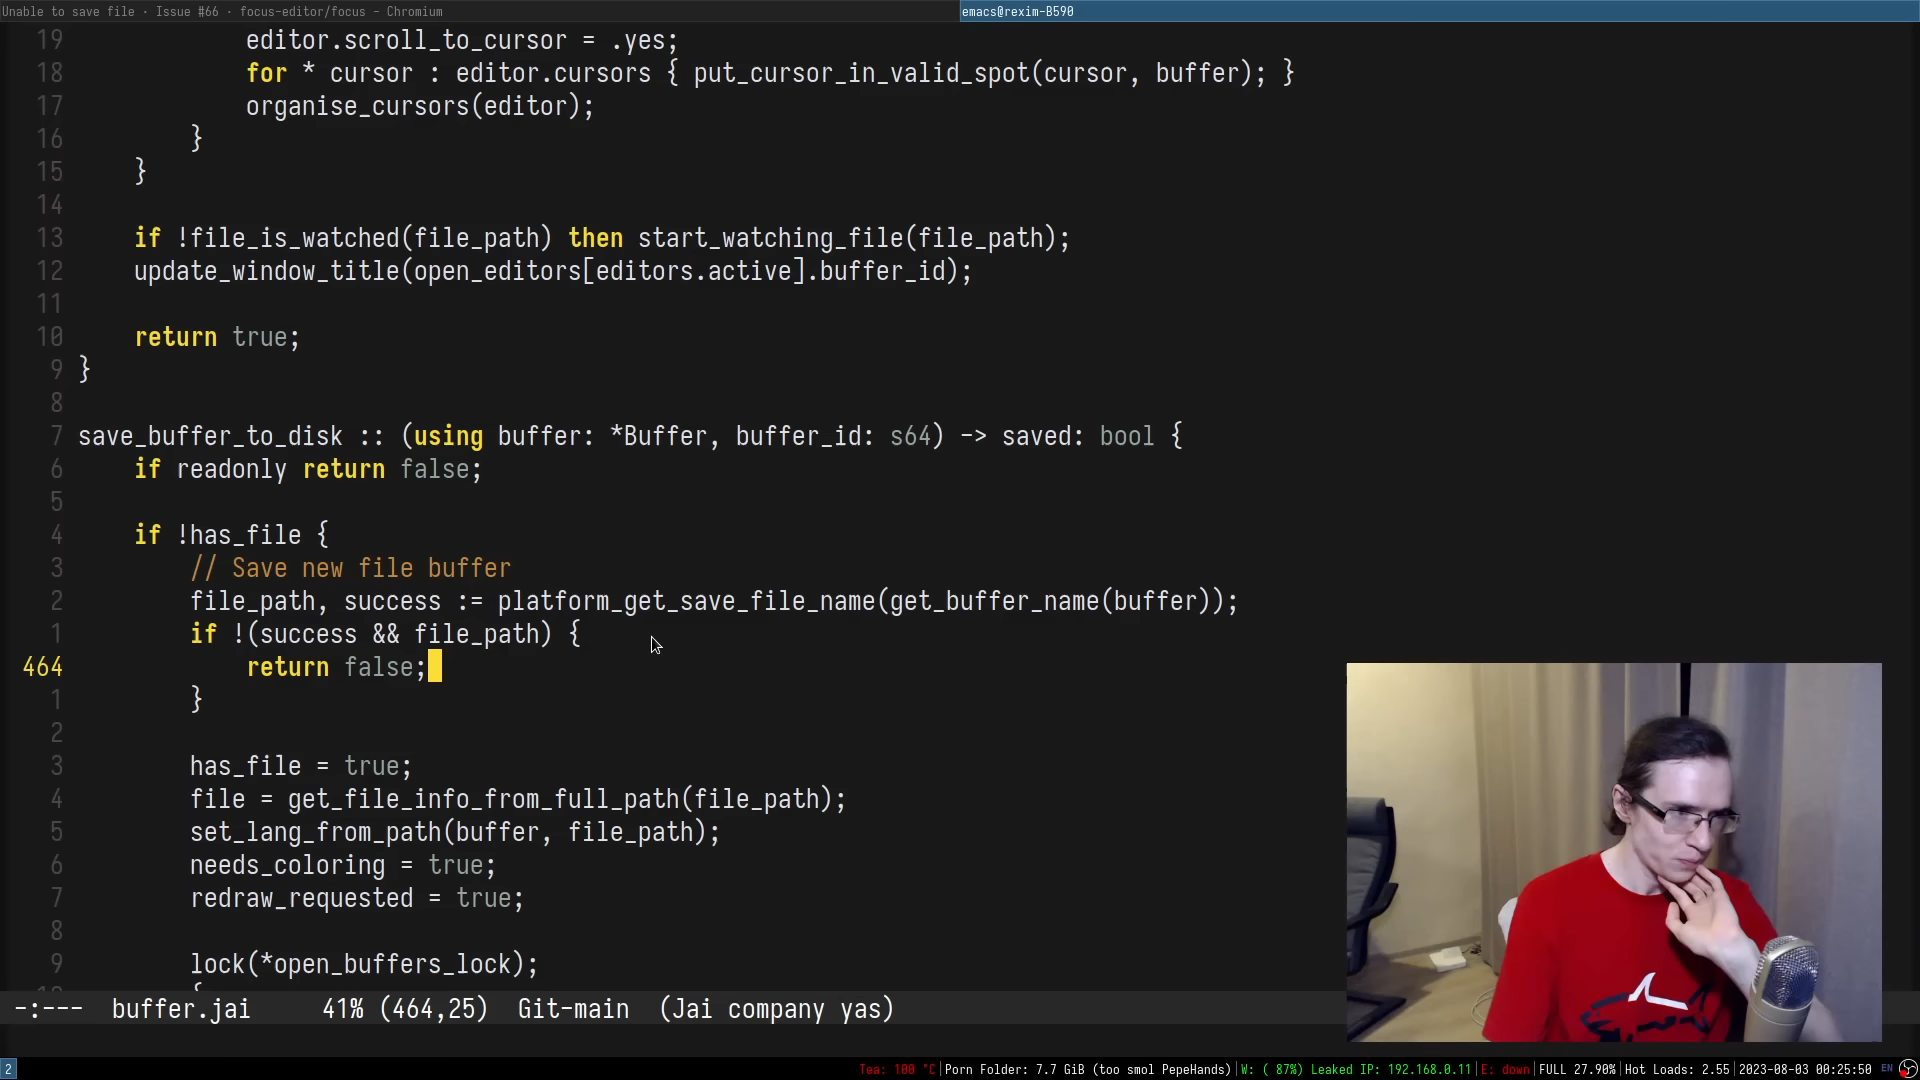 Unable to save file · Issue #66 · focus-editor/focus - Chromium
emacs@rexim-B590
19 editor.scroll_to_cursor = .yes;
18 for * cursor : editor.cursors { put_cursor_in_valid_spot(cursor, buffer); }
17 organise_cursors(editor);
16 }
15 }
14
13 if !file_is_watched(file_path) then start_watching_file(file_path);
12 update_window_title(open_editors[editors.active].buffer_id);
11
10 return true;
9 }
8
7 save_buffer_to_disk :: (using buffer: *Buffer, buffer_id: s64) -> saved: bool {
6 if readonly return false;
5
4 if !has_file {
3 // Save new file buffer
2 file_path, success := platform_get_save_file_name(get_buffer_name(buffer));
1 if !(success && file_path) {
464 return false;
1 }
2
3 has_file = true;
4 file = get_file_info_from_full_path(file_path);
5 set_lang_from_path(buffer, file_path);
6 needs_coloring = true;
7 redraw_requested = true;
8
9 lock(*open_buffers_lock);
-:--- buffer.jai 41% (464,25) Git-main (Jai company yas)
2 Tea: 100 °C|Porn Folder: 7.7 GiB (too smol PepeHands)|W: ( 87%) Leaked IP: 192.168.0.11|E: down|FULL 27.90%|Hot Loads: 2.55|2023-08-03 00:25:50 EN